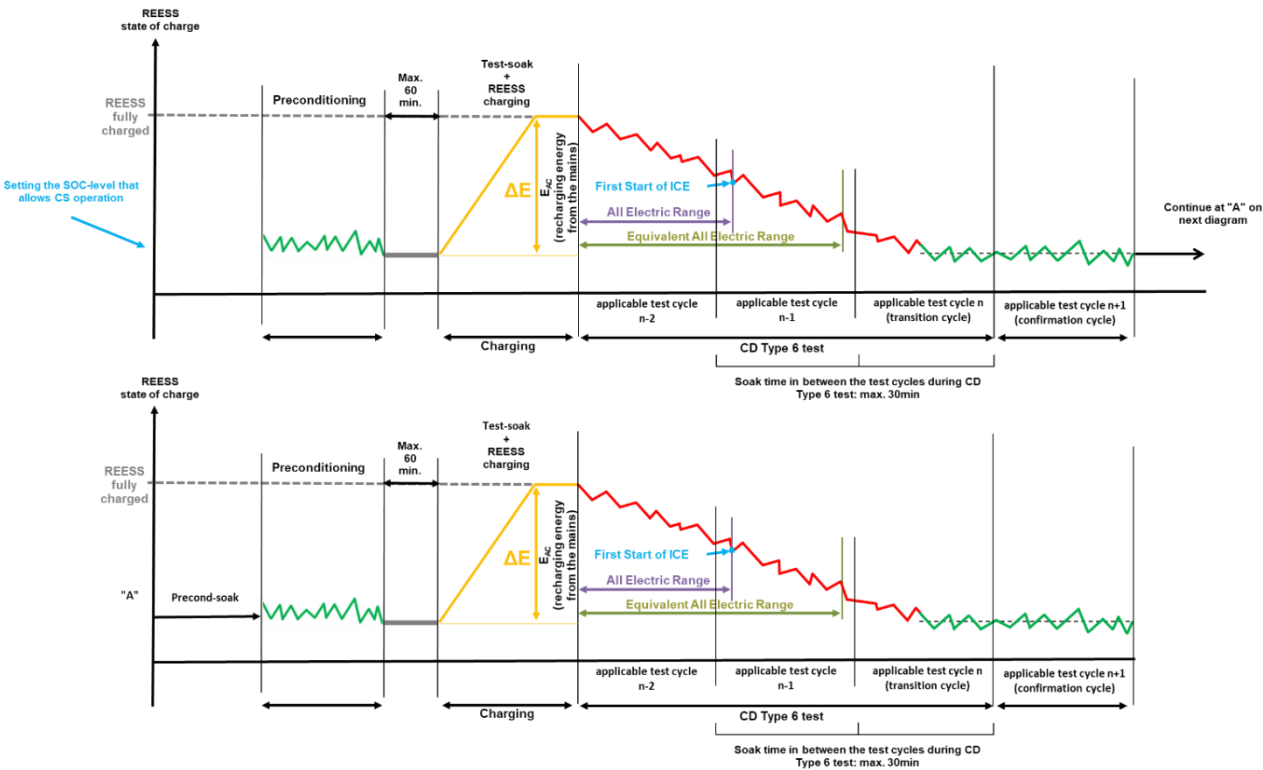 REESS
state of charge
Test-soak
+
REESS
charging
Max.
60
min.
Preconditioning
REESS
fully
charged
Setting the SOC-level that
allows CS operation
ΔE
EAC
(recharging energy
from the mains)
First Start of ICE
All Electric Range
Equivalent All Electric Range
Continue at "A" on
next diagram
applicable test cycle
n-2
applicable test cycle
n-1
applicable test cycle n
(transition cycle)
applicable test cycle n+1
(confirmation cycle)
Charging
CD Type 6 test
Soak time in between the test cycles during CD
Type 6 test: max. 30min
REESS
state of charge
Test-soak
+
REESS
charging
Max.
60
min.
Preconditioning
REESS
fully
charged
"A"
Precond-soak
ΔE
EAC
(recharging energy
from the mains)
First Start of ICE
All Electric Range
Equivalent All Electric Range
applicable test cycle
n-2
applicable test cycle
n-1
applicable test cycle n
(transition cycle)
applicable test cycle n+1
(confirmation cycle)
Charging
CD Type 6 test
Soak time in between the test cycles during CD
Type 6 test: max. 30min